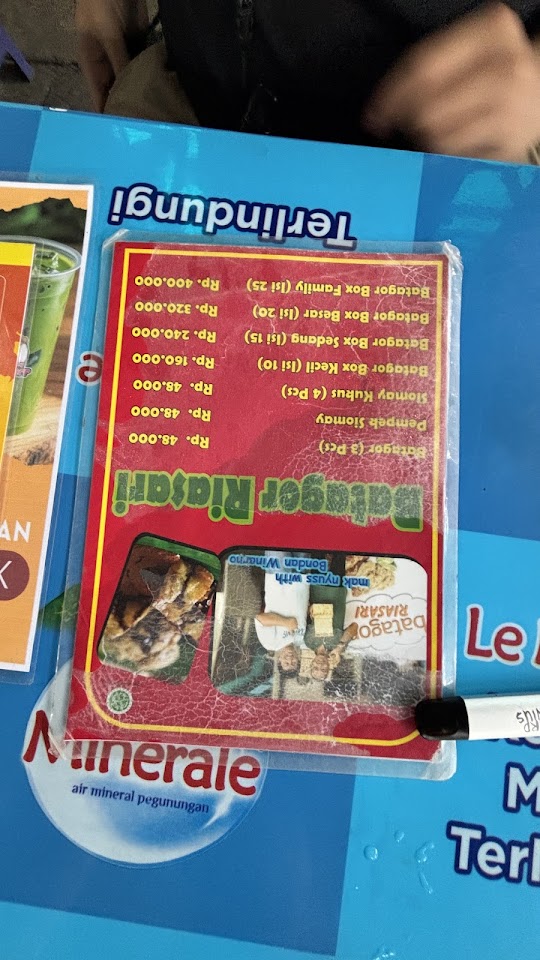 Batagor Riasari
Batagor (3 Pcs) Rp. 48.000
Pempek Siomay Rp. 48.000
Siomay Kukus (4 Pcs) Rp. 48.000
Batagor Box Kecil (Isi 10) Rp. 160.000
Batagor Box Sedang (Isi 15) Rp. 240.000
Batagor Box Besar (Isi 20) Rp. 320.000
Batagor Box Family (Isi 25) Rp. 400.000
mak nyuss with
Bondan Winarno
batagor
RIASARI
Terlindungi
Minerale
air mineral pegunungan
Le
M
Terl
AN